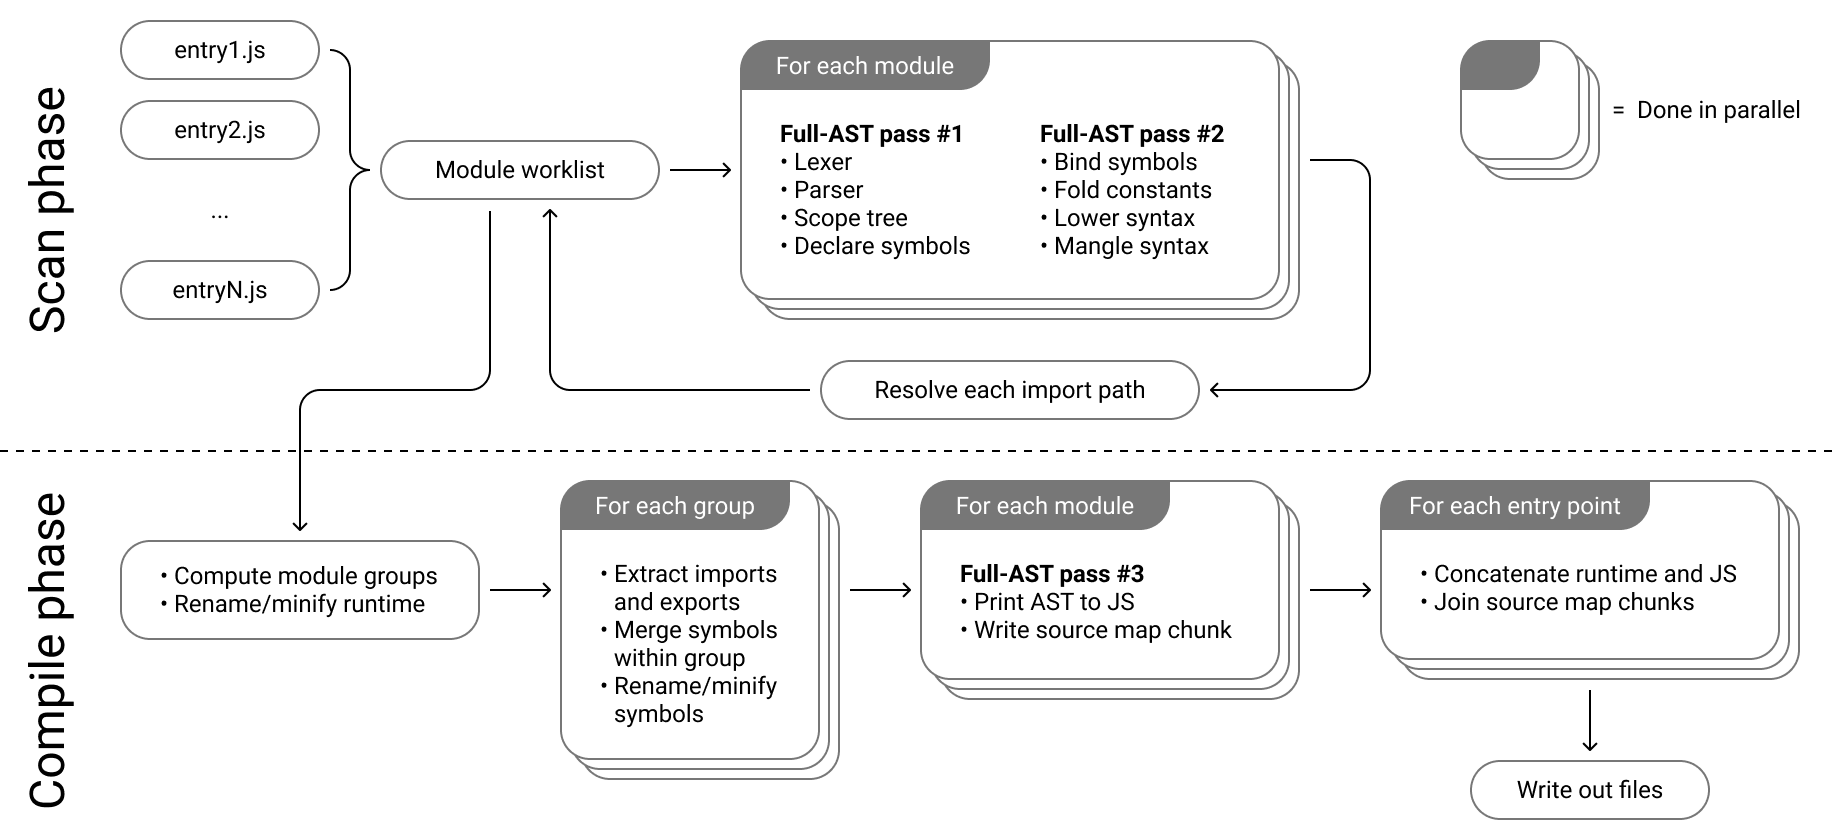 Scan phase
entry1.js
entry2.js
...
entryN.js
Module worklist
For each module
Full-AST pass #1
• Lexer
• Parser
• Scope tree
• Declare symbols
Full-AST pass #2
• Bind symbols
• Fold constants
• Lower syntax
• Mangle syntax
= Done in parallel
Resolve each import path
Compile phase
• Compute module groups
• Rename/minify runtime
For each group
• Extract imports
and exports
• Merge symbols
within group
• Rename/minify
symbols
For each module
Full-AST pass #3
• Print AST to JS
• Write source map chunk
For each entry point
• Concatenate runtime and JS
• Join source map chunks
Write out files